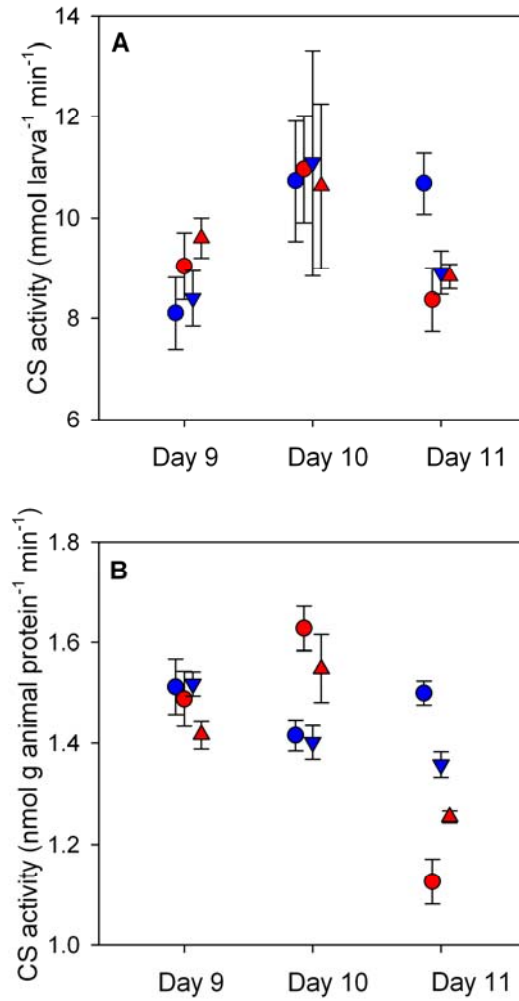 A
CS activity (mmol larva⁻¹ min⁻¹)
14
12
10
8
6
Day 9 Day 10 Day 11
B
CS activity (nmol g animal protein⁻¹ min⁻¹)
1.8
1.6
1.4
1.2
1.0
Day 9 Day 10 Day 11